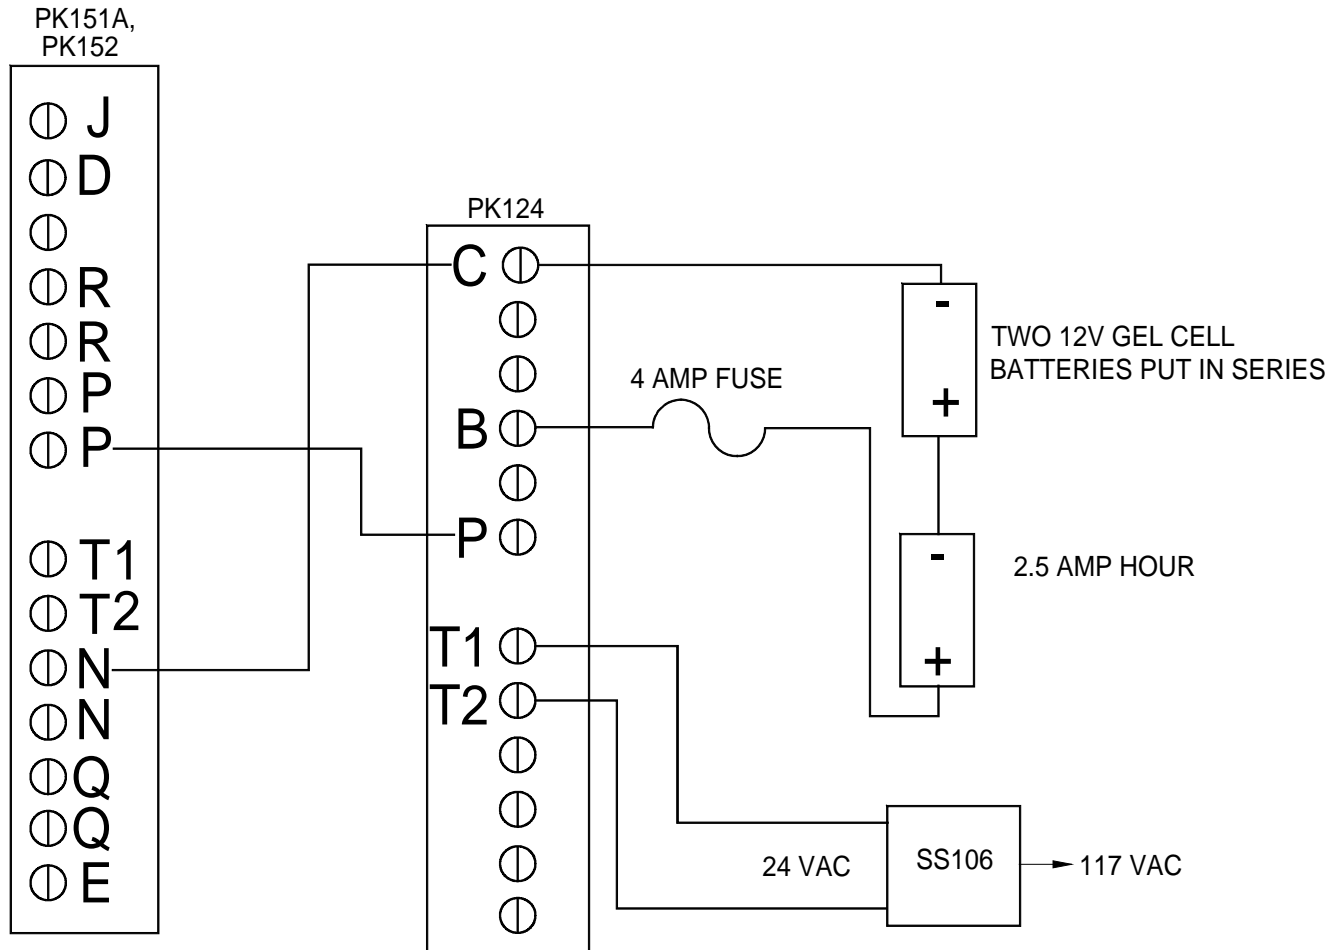 PK151A,
PK152
J
D
R
R
P
P
T1
T2
N
N
Q
Q
E
PK124
C
B
P
T1
T2
4 AMP FUSE
-
+
TWO 12V GEL CELL
BATTERIES PUT IN SERIES
-
+
2.5 AMP HOUR
24 VAC
SS106
117 VAC